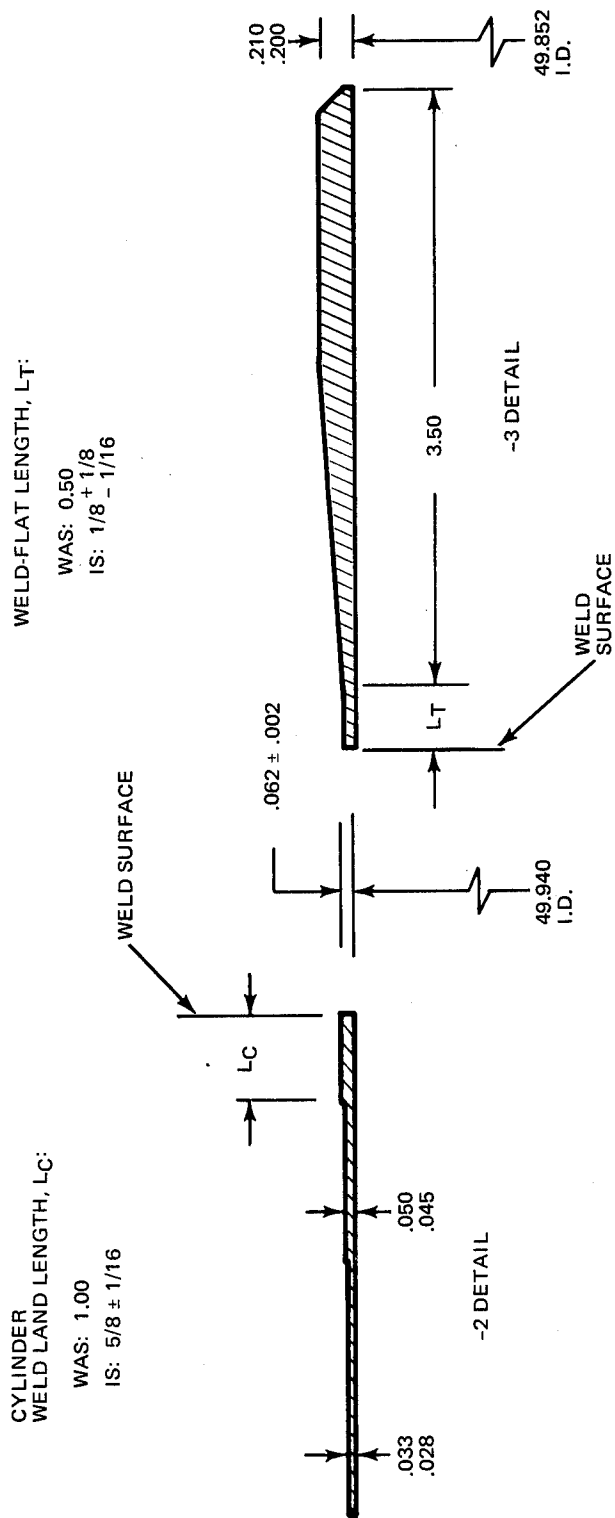 CYLINDER
WELD LAND LENGTH, LC:
WAS: 1.00
IS: 5/8 ± 1/16
WELD-FLAT LENGTH, LT:
WAS: 0.50
IS: 1/8 + 1/8
- 1/16
WELD SURFACE
LC
.062 ± .002
.210
.200
.033
.028
.050
.045
-2 DETAIL
49.940
I.D.
LT
WELD
SURFACE
3.50
-3 DETAIL
49.852
I.D.